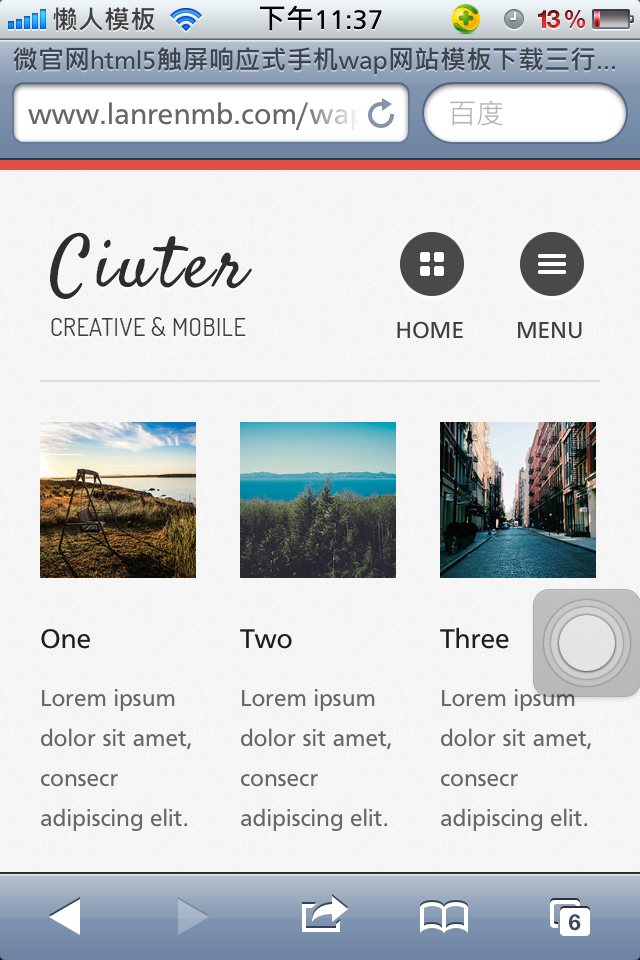 懒人模板 下午11:37 13%
微官网html5触屏响应式手机wap网站模板下载三行...
www.lanrenmb.com/wap 百度
Ciuter
CREATIVE & MOBILE
HOME MENU
One Two Three
Lorem ipsum Lorem ipsum Lorem ipsum
dolor sit amet, dolor sit amet, dolor sit amet,
consecr consecr consecr
adipiscing elit. adipiscing elit. adipiscing elit.
6